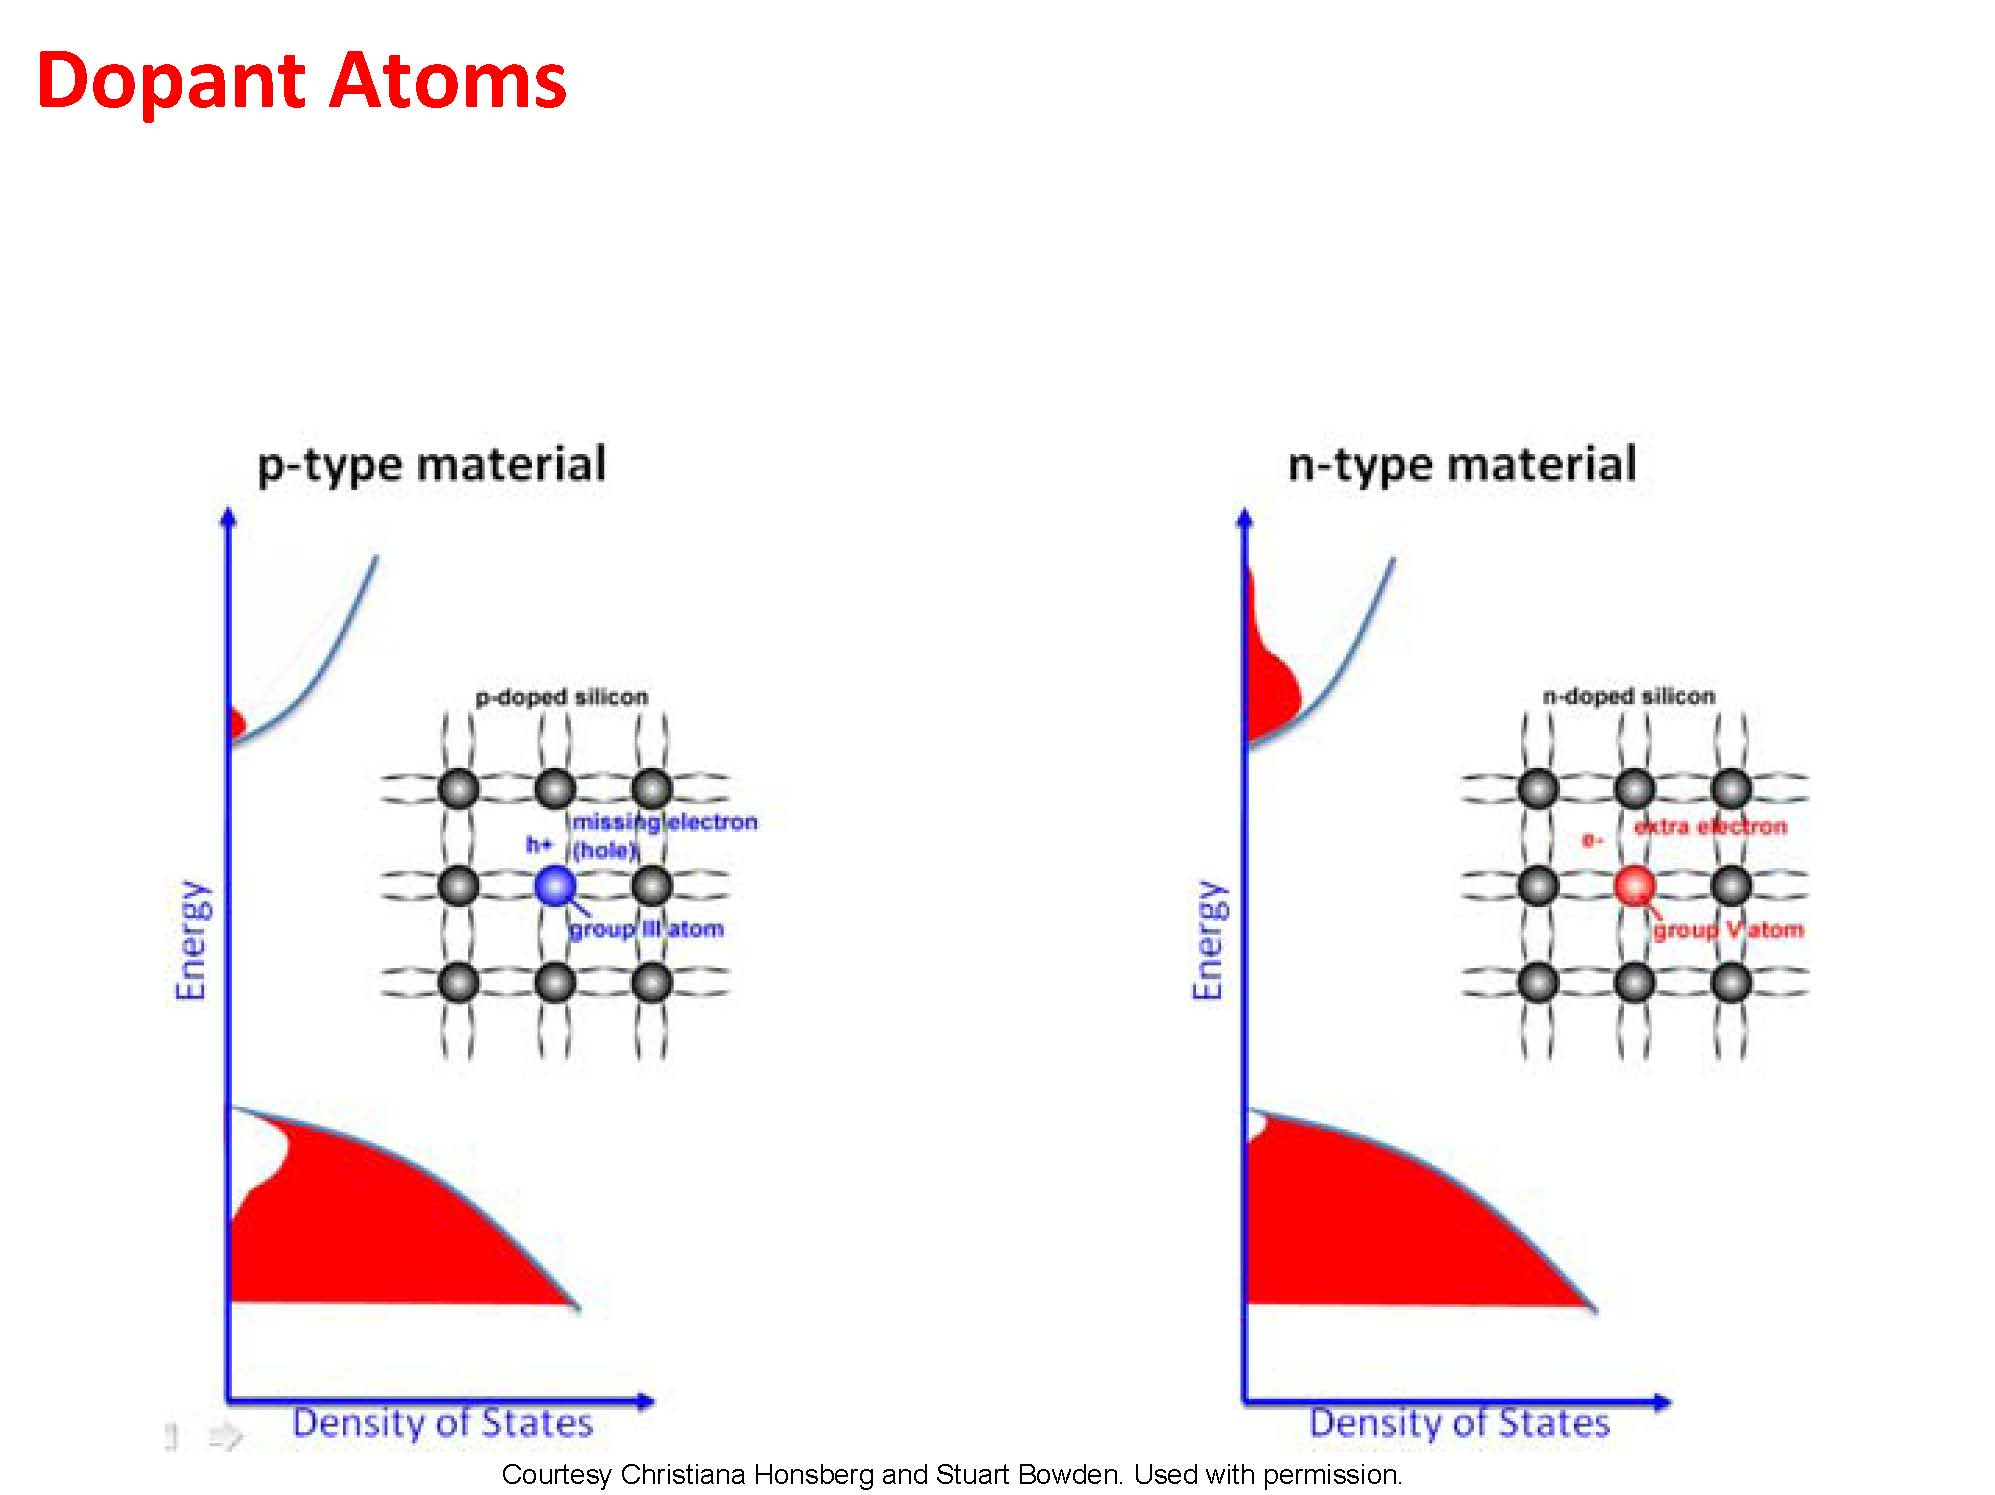 Dopant Atoms
p-type material
n-type material
Energy
p-doped silicon
missing electron
h+ (hole)
group III atom
Density of States
Energy
n-doped silicon
extra electron
e-
group V atom
Density of States
Courtesy Christiana Honsberg and Stuart Bowden. Used with permission.